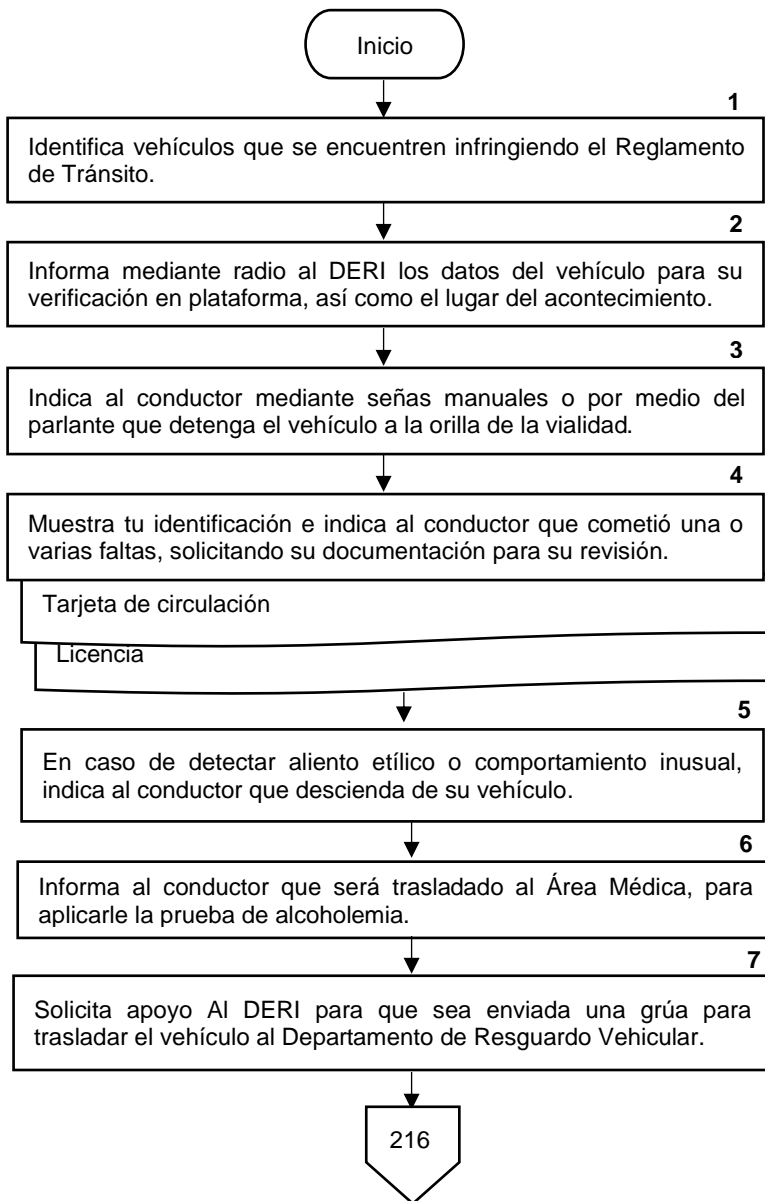 Inicio
1
Identifica vehículos que se encuentren infringiendo el Reglamento
de Tránsito.
2
Informa mediante radio al DERI los datos del vehículo para su
verificación en plataforma, así como el lugar del acontecimiento.
3
Indica al conductor mediante señas manuales o por medio del
parlante que detenga el vehículo a la orilla de la vialidad.
4
Muestra tu identificación e indica al conductor que cometió una o
varias faltas, solicitando su documentación para su revisión.
Tarjeta de circulación
Licencia
5
En caso de detectar aliento etílico o comportamiento inusual,
indica al conductor que descienda de su vehículo.
6
Informa al conductor que será trasladado al Área Médica, para
aplicarle la prueba de alcoholemia.
7
Solicita apoyo Al DERI para que sea enviada una grúa para
trasladar el vehículo al Departamento de Resguardo Vehicular.
216